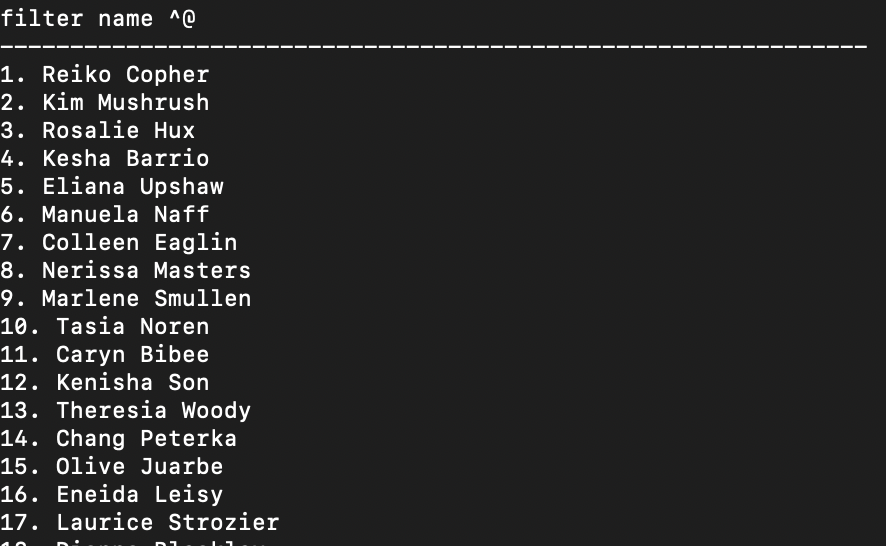 filter name ^@
--------------------------------------------------------------
1. Reiko Copher
2. Kim Mushrush
3. Rosalie Hux
4. Kesha Barrio
5. Eliana Upshaw
6. Manuela Naff
7. Colleen Eaglin
8. Nerissa Masters
9. Marlene Smullen
10. Tasia Noren
11. Caryn Bibee
12. Kenisha Son
13. Theresia Woody
14. Chang Peterka
15. Olive Juarbe
16. Eneida Leisy
17. Laurice Strozier